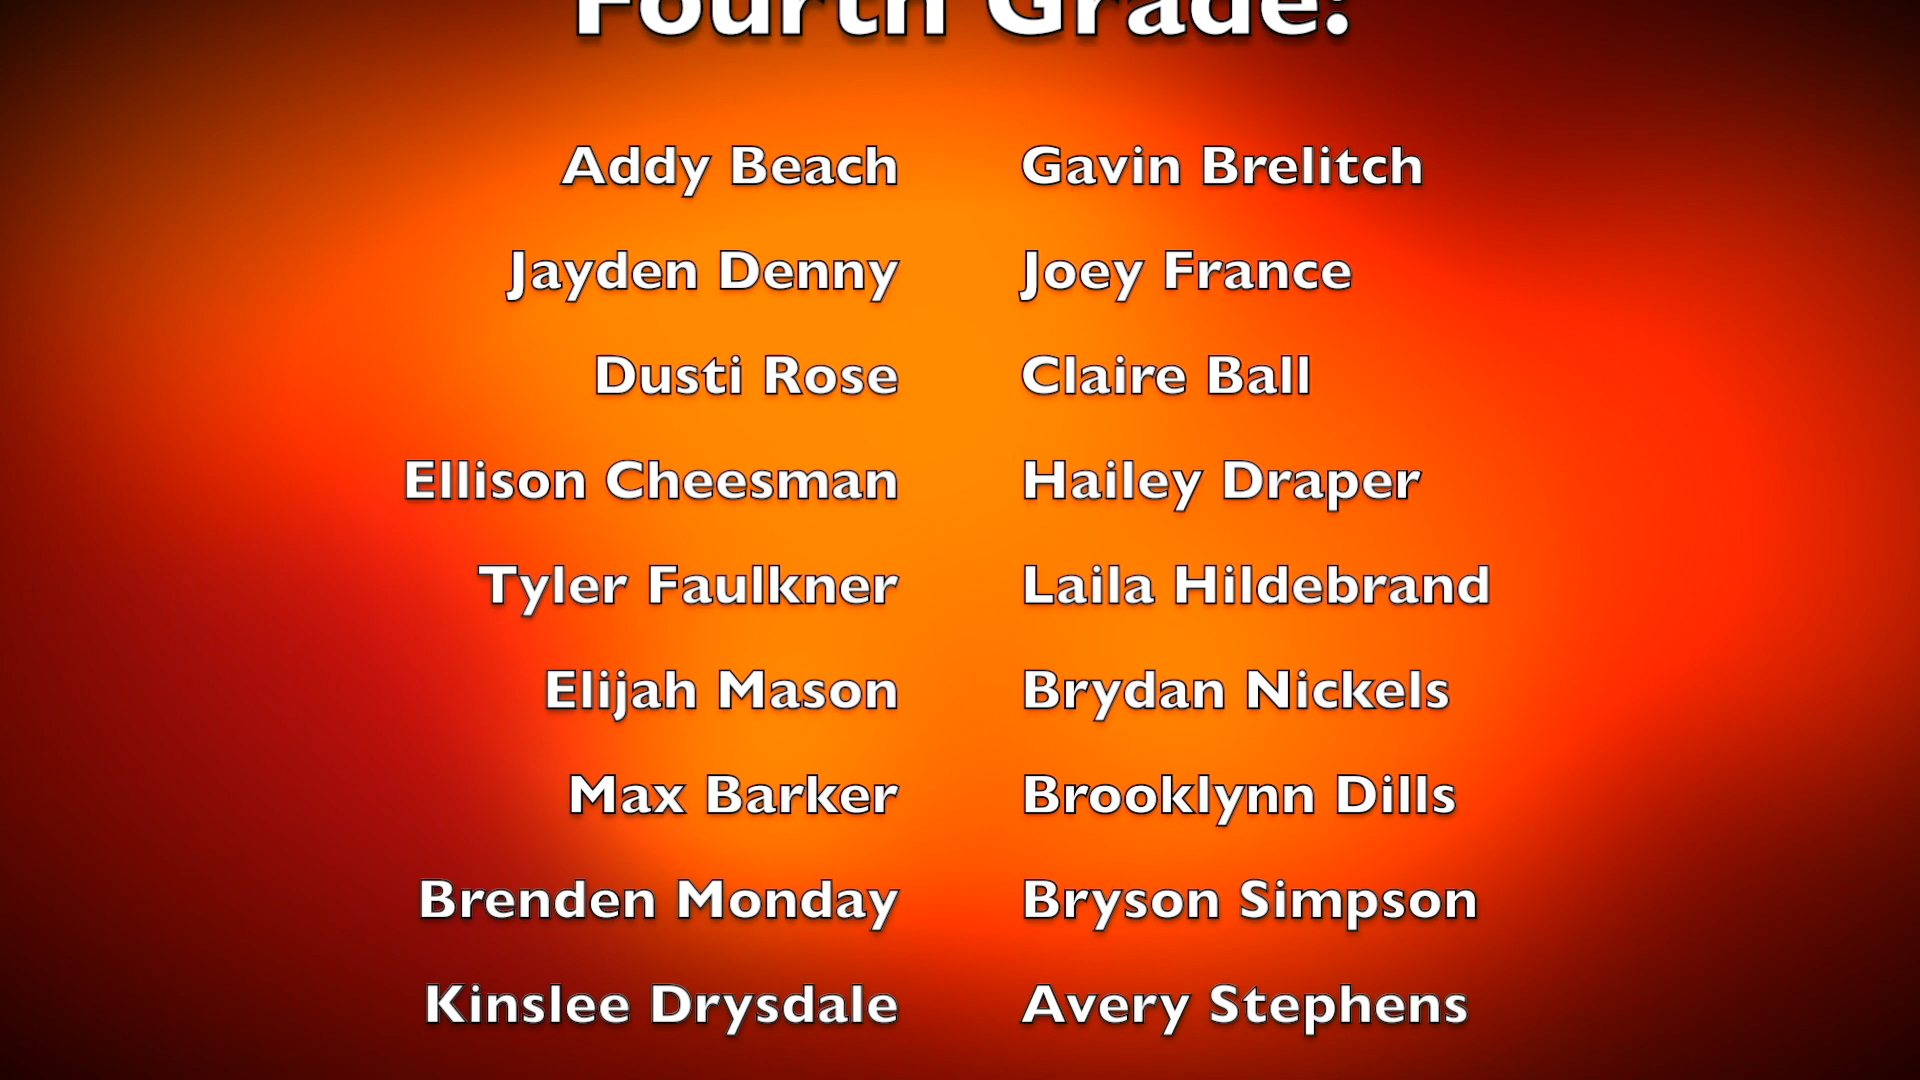 Fourth Grade:
Addy Beach Gavin Brelitch
Jayden Denny Joey France
Dusti Rose Claire Ball
Ellison Cheesman Hailey Draper
Tyler Faulkner Laila Hildebrand
Elijah Mason Brydan Nickels
Max Barker Brooklynn Dills
Brenden Monday Bryson Simpson
Kinslee Drysdale Avery Stephens